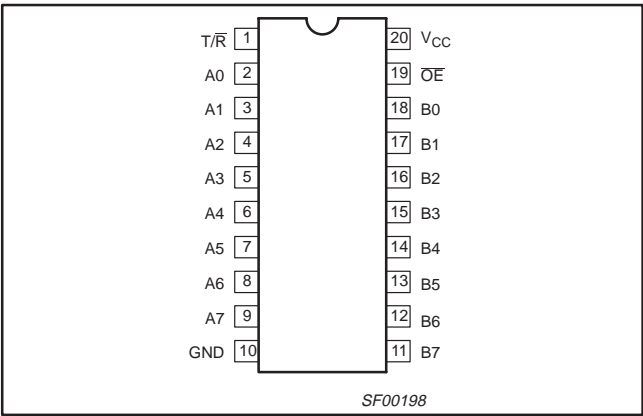 T/R̅ 1 20 VCC
A0 2 19 O̅E̅
A1 3 18 B0
A2 4 17 B1
A3 5 16 B2
A4 6 15 B3
A5 7 14 B4
A6 8 13 B5
A7 9 12 B6
GND 10 11 B7
SF00198